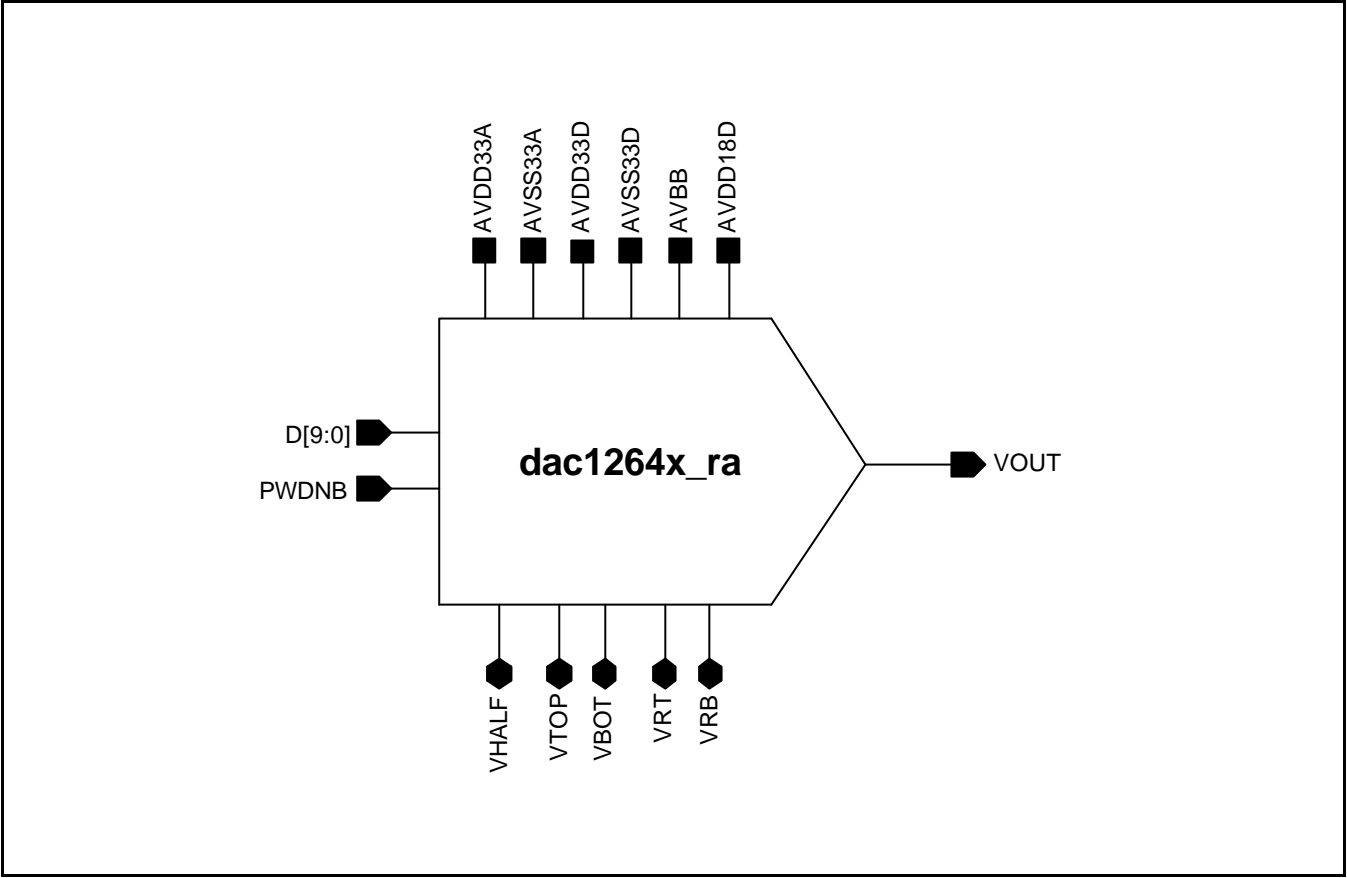 AVDD33A
AVSS33A
AVDD33D
AVSS33D
AVBB
AVDD18D
D[9:0]
PWDNB
dac1264x_ra
VOUT
VHALF
VTOP
VBOT
VRT
VRB